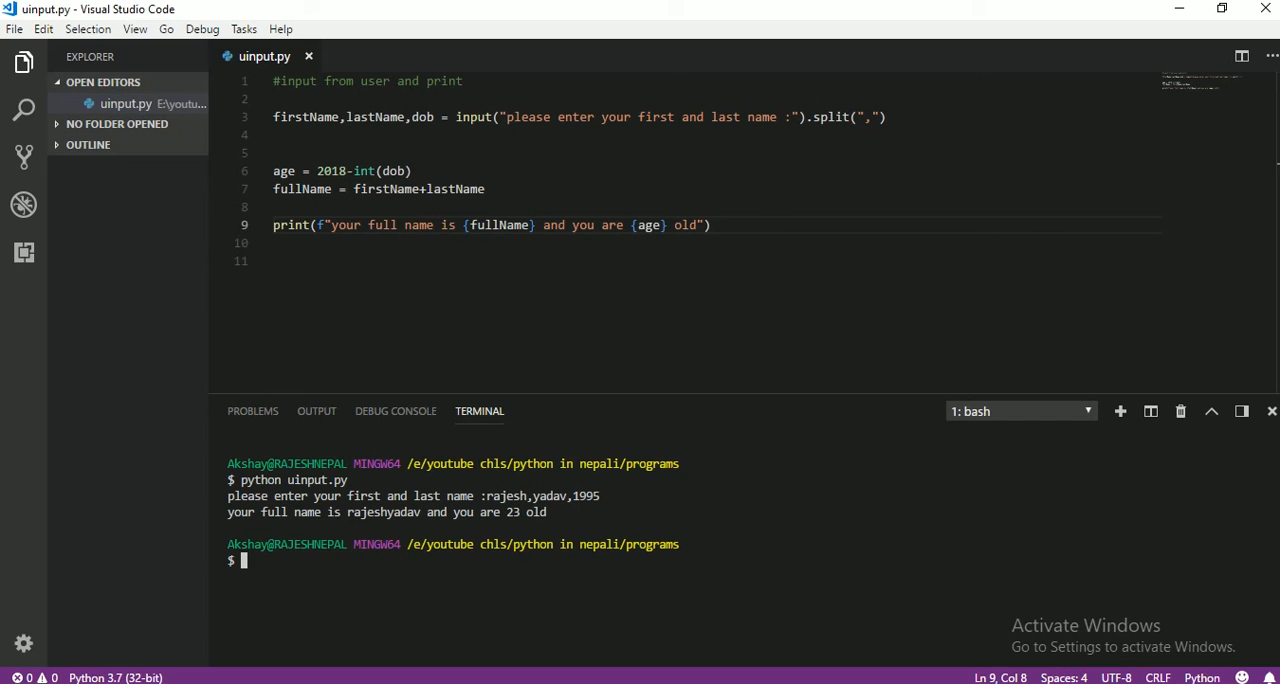 uinput.py - Visual Studio Code
File Edit Selection View Go Debug Tasks Help
EXPLORER
OPEN EDITORS
uinput.py E:\youtu...
NO FOLDER OPENED
OUTLINE
uinput.py
1 #input from user and print
2
3 firstName,lastName,dob = input("please enter your first and last name :").split(",")
4
5
6 age = 2018-int(dob)
7 fullName = firstName+lastName
8
9 print(f"your full name is {fullName} and you are {age} old")
10
11
PROBLEMS OUTPUT DEBUG CONSOLE TERMINAL 1: bash
Akshay@RAJESHNEPAL MINGW64 /e/youtube chls/python in nepali/programs
$ python uinput.py
please enter your first and last name :rajesh,yadav,1995
your full name is rajeshyadav and you are 23 old
Akshay@RAJESHNEPAL MINGW64 /e/youtube chls/python in nepali/programs
$
Activate Windows
Go to Settings to activate Windows.
0 0 Python 3.7 (32-bit) Ln 9, Col 8 Spaces: 4 UTF-8 CRLF Python